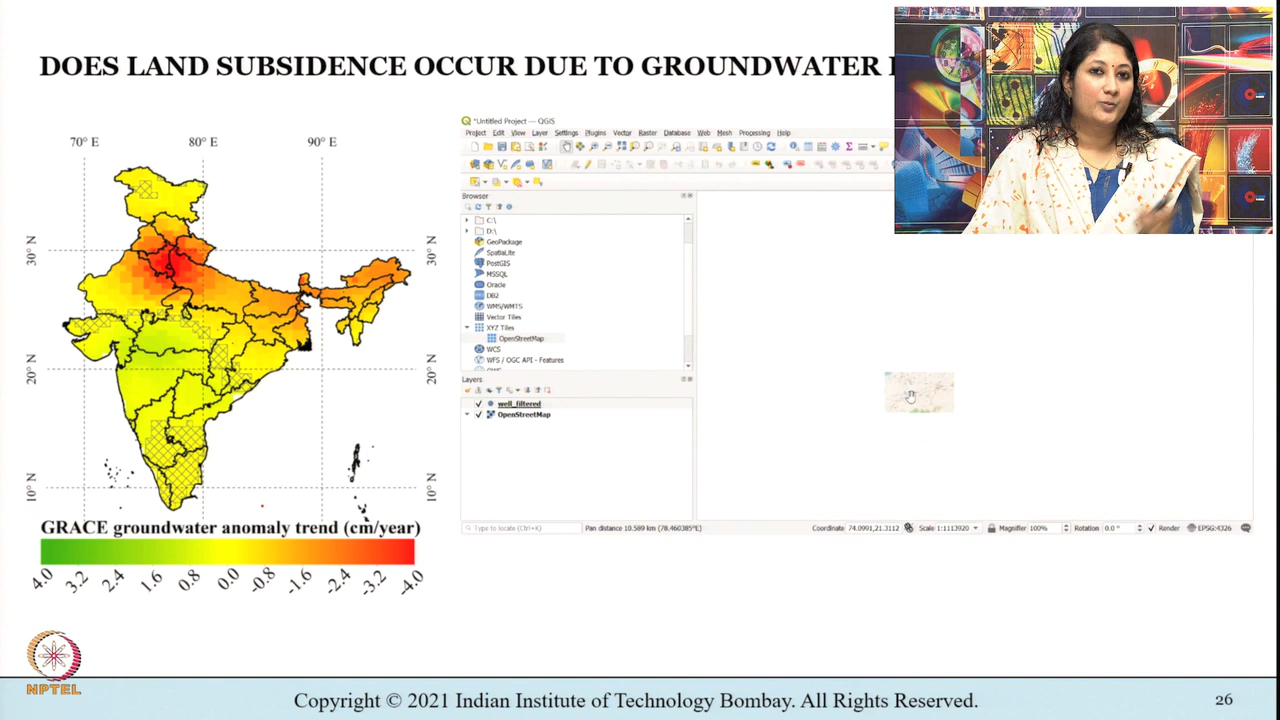 DOES LAND SUBSIDENCE OCCUR DUE TO GROUNDWATER
70° E 80° E 90° E
30° N
20° N
10° N
30° N
20° N
10° N
GRACE groundwater anomaly trend (cm/year)
4.0 3.2 2.4 1.6 0.8 0.0 -0.8 -1.6 -2.4 -3.2 -4.0
*Untitled Project — QGIS
Project Edit View Layer Settings Plugins Vector Raster Database Web Mesh Processing Help
Browser
C:\
D:\
GeoPackage
SpatiaLite
PostGIS
MSSQL
Oracle
DB2
WMS/WMTS
Vector Tiles
XYZ Tiles
OpenStreetMap
WCS
WFS / OGC API - Features
Layers
well_filtered
OpenStreetMap
Type to locate (Ctrl+K) Pan distance 10.589 km (78.460385°E) Coordinate 74.0991,21.3112 Scale 1:1113920 Magnifier 100% Rotation 0.0 ° Render EPSG:4326
NPTEL
Copyright © 2021 Indian Institute of Technology Bombay. All Rights Reserved.
26